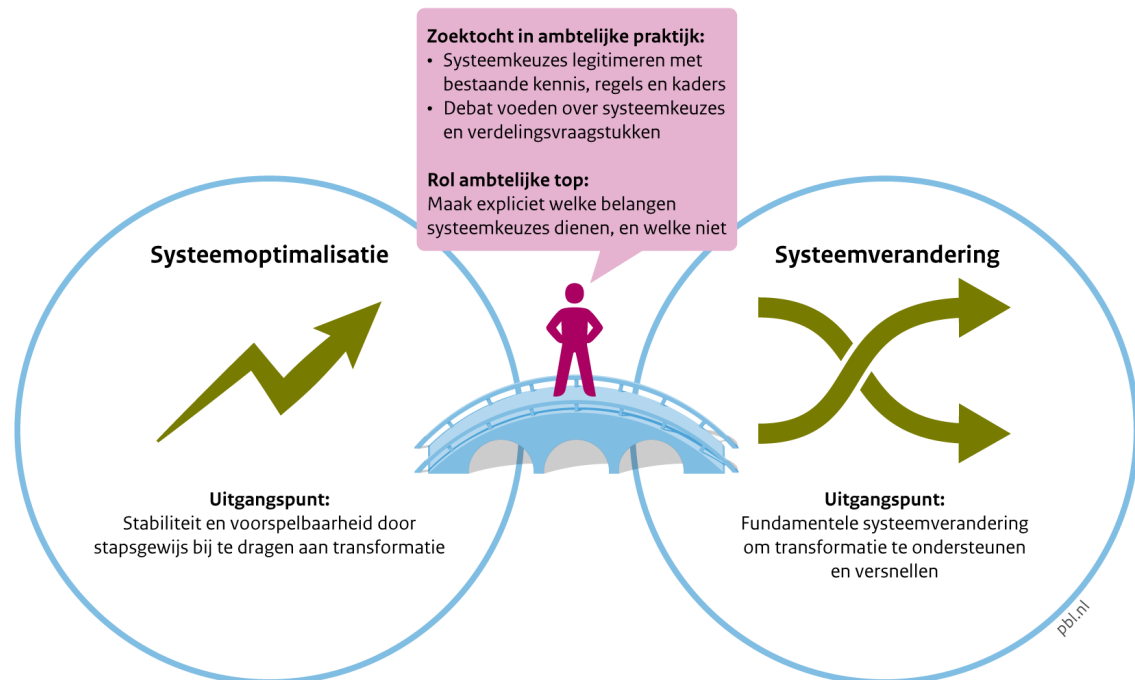 Zoektocht in ambtelijke praktijk:
• Systeemkeuzes legitimeren met
bestaande kennis, regels en kaders
• Debat voeden over systeemkeuzes
en verdelingsvraagstukken
Rol ambtelijke top:
Maak expliciet welke belangen
systeemkeuzes dienen, en welke niet
Systeemoptimalisatie
Uitgangspunt:
Stabiliteit en voorspelbaarheid door
stapsgewijs bij te dragen aan transformatie
Systeemverandering
Uitgangspunt:
Fundamentele systeemverandering
om transformatie te ondersteunen
en versnellen
pbl.nl